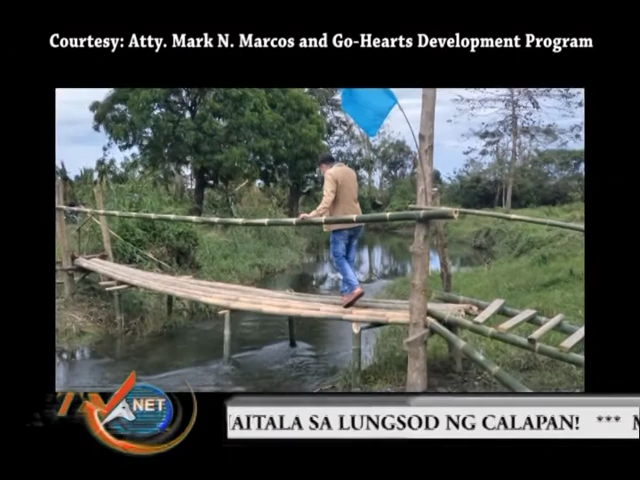 Courtesy: Atty. Mark N. Marcos and Go-Hearts Development Program
NET
AITALA SA LUNGSOD NG CALAPAN! ***